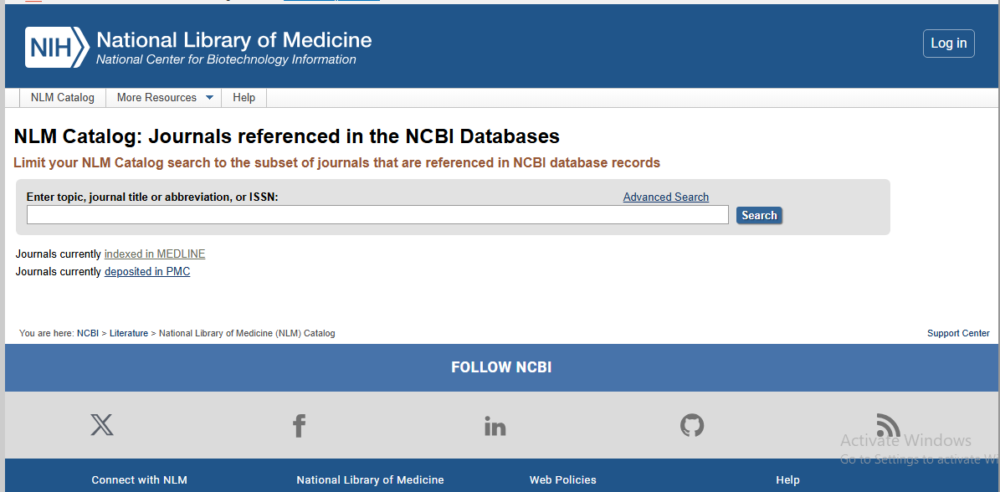 NIH
National Library of Medicine
National Center for Biotechnology Information
Log in
NLM Catalog
More Resources
Help
NLM Catalog: Journals referenced in the NCBI Databases
Limit your NLM Catalog search to the subset of journals that are referenced in NCBI database records
Enter topic, journal title or abbreviation, or ISSN:
Advanced Search
Search
Journals currently indexed in MEDLINE
Journals currently deposited in PMC
You are here: NCBI > Literature > National Library of Medicine (NLM) Catalog
Support Center
FOLLOW NCBI
Activate Windows
Go to Settings to activate Wi
Connect with NLM
National Library of Medicine
Web Policies
Help